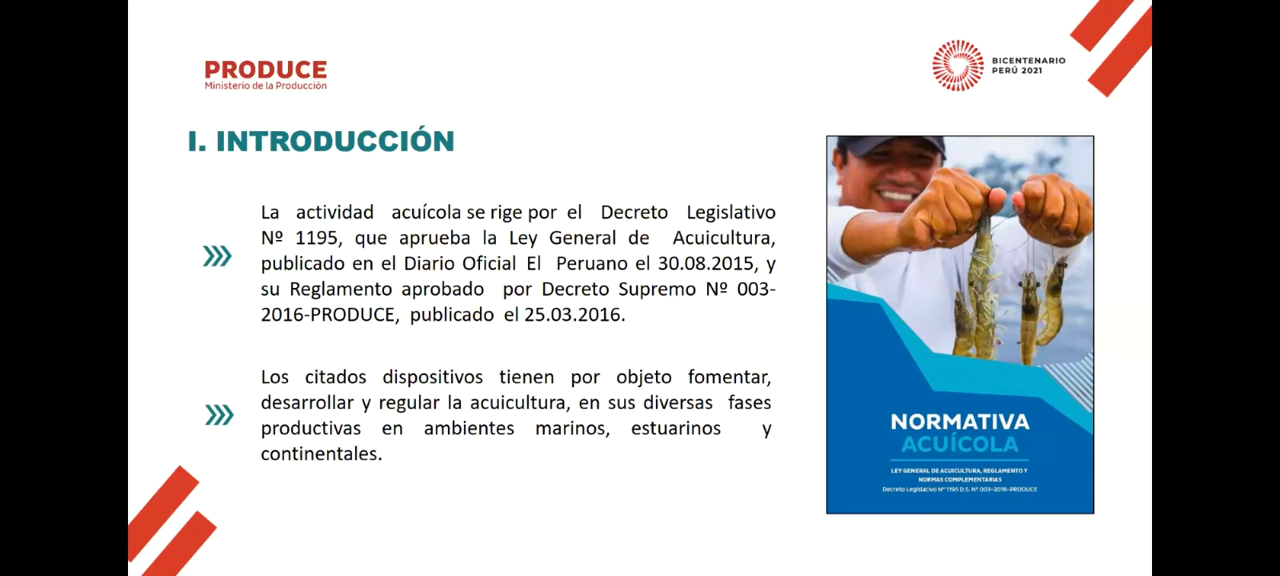 PRODUCE
Ministerio de la Producción
BICENTENARIO
PERÚ 2021
I. INTRODUCCIÓN
La actividad acuícola se rige por el Decreto Legislativo
Nº 1195, que aprueba la Ley General de Acuicultura,
publicado en el Diario Oficial El Peruano el 30.08.2015, y
su Reglamento aprobado por Decreto Supremo Nº 003-
2016-PRODUCE, publicado el 25.03.2016.
Los citados dispositivos tienen por objeto fomentar,
desarrollar y regular la acuicultura, en sus diversas fases
productivas en ambientes marinos, estuarinos y
continentales.
NORMATIVA
ACUÍCOLA
LEY GENERAL DE ACUICULTURA, REGLAMENTO Y
NORMAS COMPLEMENTARIAS
Decreto Legislativo Nº 1195 D.S. Nº 003-2016-PRODUCE